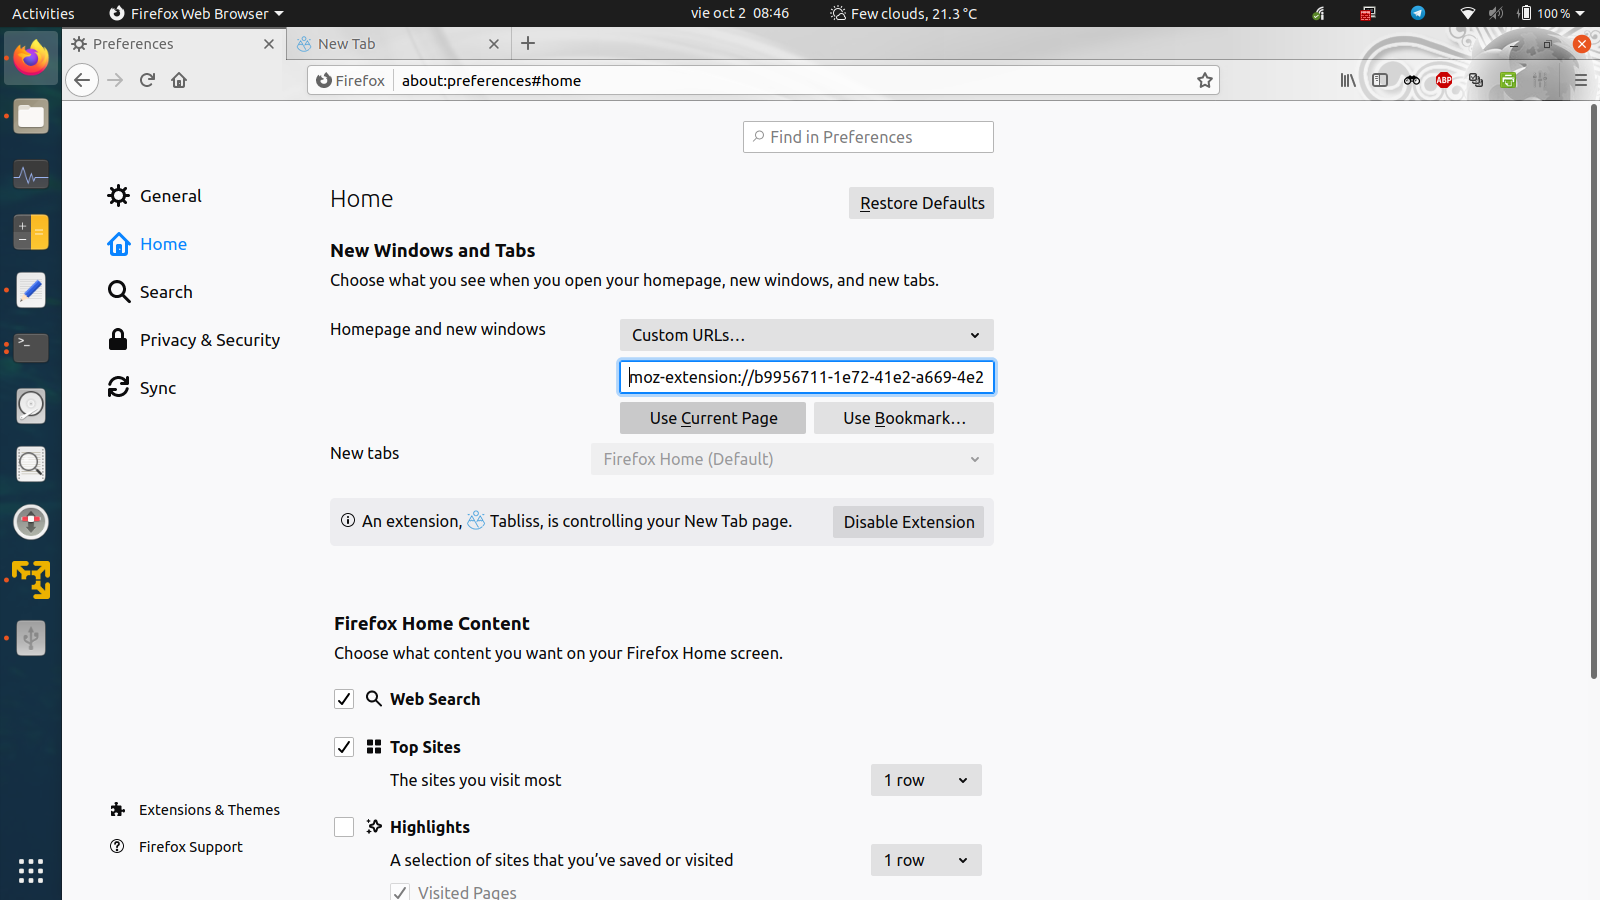 Activities
Firefox Web Browser
vie oct 2 08:46
Few clouds, 21.3 °C
100 %
Preferences
New Tab
Firefox
about:preferences#home
ABP
Find in Preferences
General
Home
Search
Privacy & Security
Sync
Extensions & Themes
Firefox Support
Home
Restore Defaults
New Windows and Tabs
Choose what you see when you open your homepage, new windows, and new tabs.
Homepage and new windows
Custom URLs…
moz-extension://b9956711-1e72-41e2-a669-4e2
Use Current Page
Use Bookmark…
New tabs
Firefox Home (Default)
An extension, Tabliss, is controlling your New Tab page.
Disable Extension
Firefox Home Content
Choose what content you want on your Firefox Home screen.
Web Search
Top Sites
The sites you visit most
1 row
Highlights
A selection of sites that you’ve saved or visited
1 row
Visited Pages